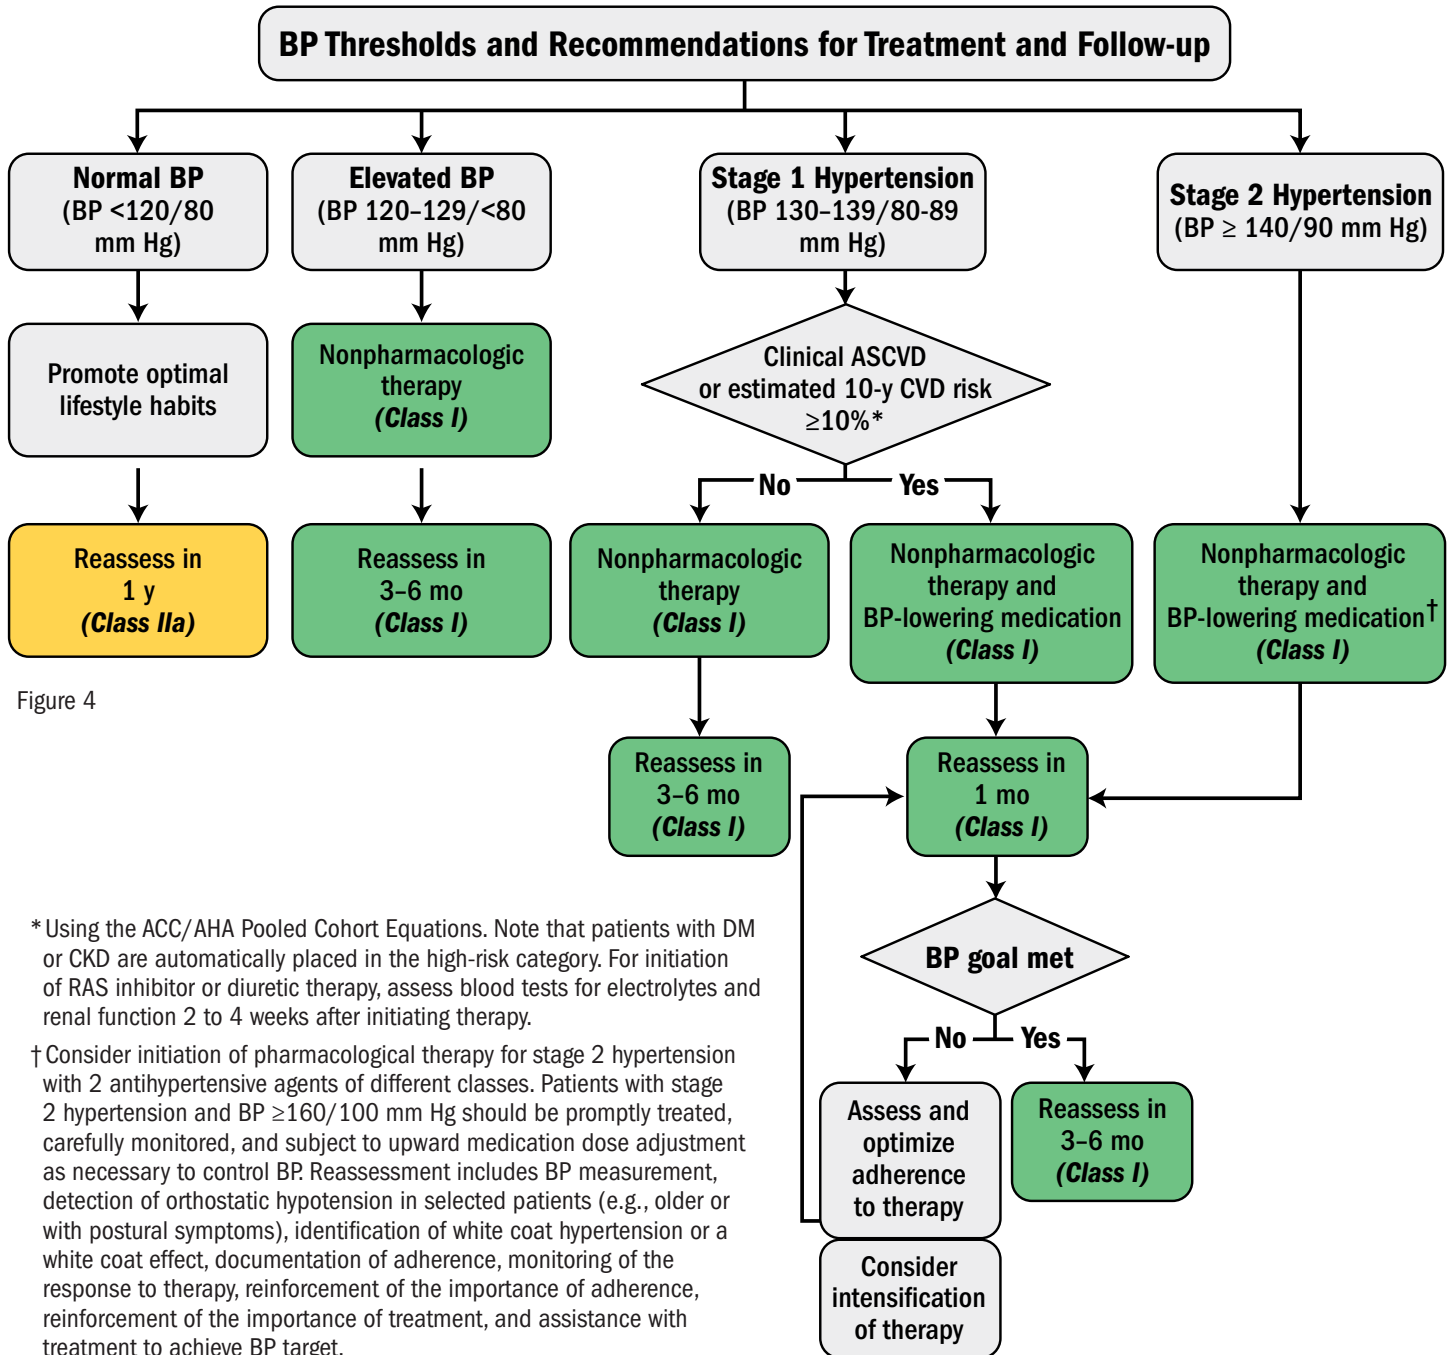 BP Thresholds and Recommendations for Treatment and Follow-up
Normal BP
(BP <120/80
mm Hg)
Elevated BP
(BP 120–129/<80
mm Hg)
Stage 1 Hypertension
(BP 130–139/80-89
mm Hg)
Stage 2 Hypertension
(BP ≥ 140/90 mm Hg)
Promote optimal
lifestyle habits
Nonpharmacologic
therapy
(Class I)
Clinical ASCVD
or estimated 10-y CVD risk
≥10%*
No
Yes
Reassess in
1 y
(Class IIa)
Reassess in
3–6 mo
(Class I)
Nonpharmacologic
therapy
(Class I)
Nonpharmacologic
therapy and
BP-lowering medication
(Class I)
Nonpharmacologic
therapy and
BP-lowering medication†
(Class I)
Figure 4
Reassess in
3–6 mo
(Class I)
Reassess in
1 mo
(Class I)
BP goal met
No
Yes
Assess and
optimize
adherence
to therapy
Reassess in
3–6 mo
(Class I)
Consider
intensification
of therapy
* Using the ACC/AHA Pooled Cohort Equations. Note that patients with DM
or CKD are automatically placed in the high-risk category. For initiation
of RAS inhibitor or diuretic therapy, assess blood tests for electrolytes and
renal function 2 to 4 weeks after initiating therapy.
† Consider initiation of pharmacological therapy for stage 2 hypertension
with 2 antihypertensive agents of different classes. Patients with stage
2 hypertension and BP ≥160/100 mm Hg should be promptly treated,
carefully monitored, and subject to upward medication dose adjustment
as necessary to control BP. Reassessment includes BP measurement,
detection of orthostatic hypotension in selected patients (e.g., older or
with postural symptoms), identification of white coat hypertension or a
white coat effect, documentation of adherence, monitoring of the
response to therapy, reinforcement of the importance of adherence,
reinforcement of the importance of treatment, and assistance with
treatment to achieve BP target.